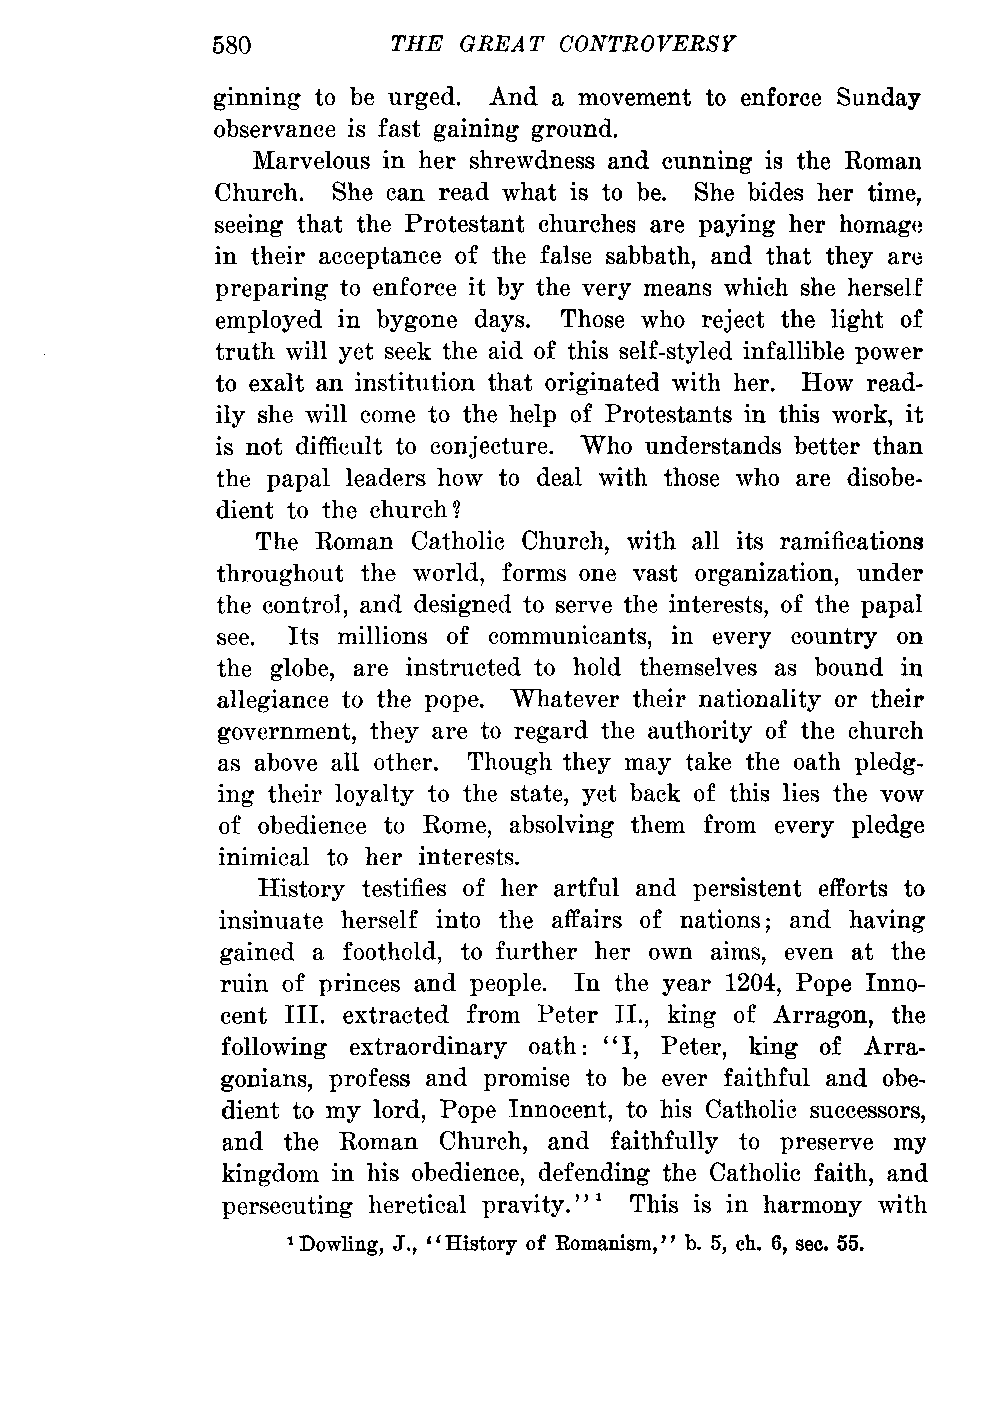 580 THE GREAT CONTROVERSY
ginning to be urged. And a movement to enforce Sunday
observance is fast gaining ground.
Marvelous in her shrewdness and cunning is the Roman
Church. She can read what is to be. She bides her time,
seeing that the Protestant churches are paying her homage
in their acceptance of the false sabbath, and that they are
preparing to enforce it by the very means which she herself
employed in bygone days. Those who reject the light of
truth will yet seek the aid of this self-styled infallible power
to exalt an institution that originated with her. How read-
ily she will come to the help of Protestants in this work, it
is not difficult to conjecture. Who understands better than
the papal leaders how to deal with those who are disobe-
dient to the church?
The Roman Catholic Church, with all its ramifications
throughout the world, forms one vast organization, under
the control, and designed to serve the interests, of the papal
see. Its millions of communicants, in every country on
the globe, are instructed to hold themselves as bound in
allegiance to the pope. Whatever their nationality or their
government, they are to regard the authority of the church
as above all other. Though they may take the oath pledg-
ing their loyalty to the state, yet back of this lies the vow
of obedience to Rome, absolving them from every pledge
inimical to her interests.
History testifies of her artful and persistent efforts to
insinuate herself into the affairs of nations; and having
gained a foothold, to further her own aims, even at the
ruin of princes and people. In the year 1204, Pope Inno-
cent III. extracted from Peter II., king of Arragon, the
following extraordinary oath: "I, Peter, king of Arra-
gonians, profess and promise to be ever faithful and obe-
dient to my lord, Pope Innocent, to his Catholic successors,
and the Roman Church, and faithfully to preserve my
kingdom in his obedience, defending the Catholic faith, and
persecuting heretical pravity." ¹ This is in harmony with
¹ Dowling, J., "History of Romanism," b. 5, ch. 6, sec. 55.